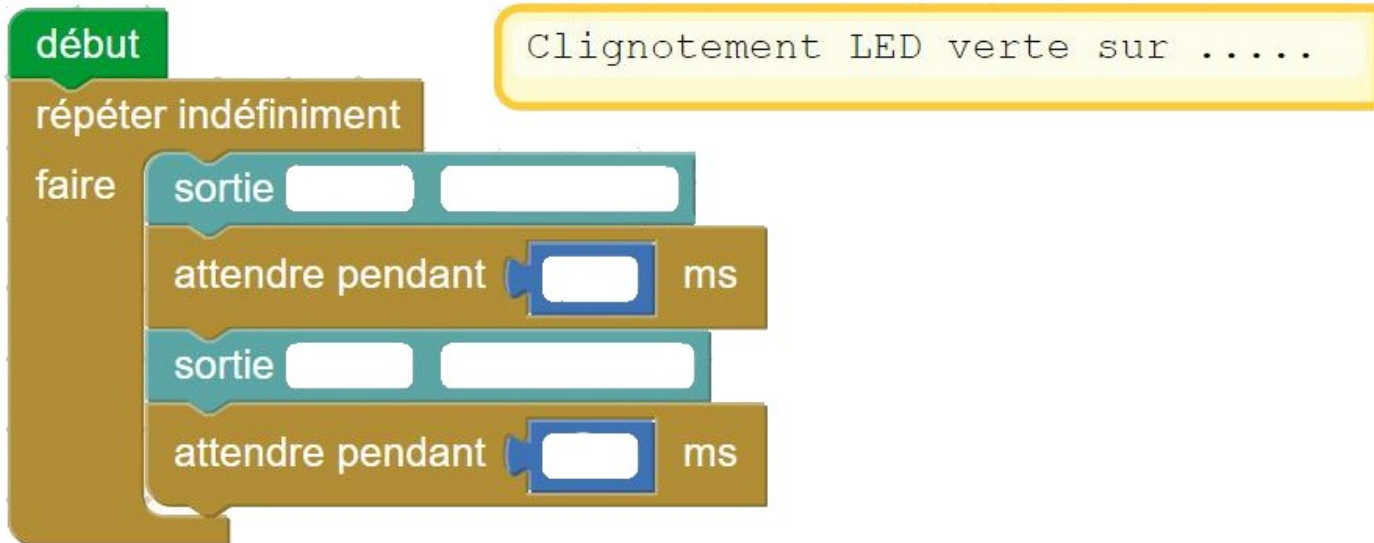 début
Clignotement LED verte sur .....
répéter indéfiniment
faire
sortie
attendre pendant ms
sortie
attendre pendant ms